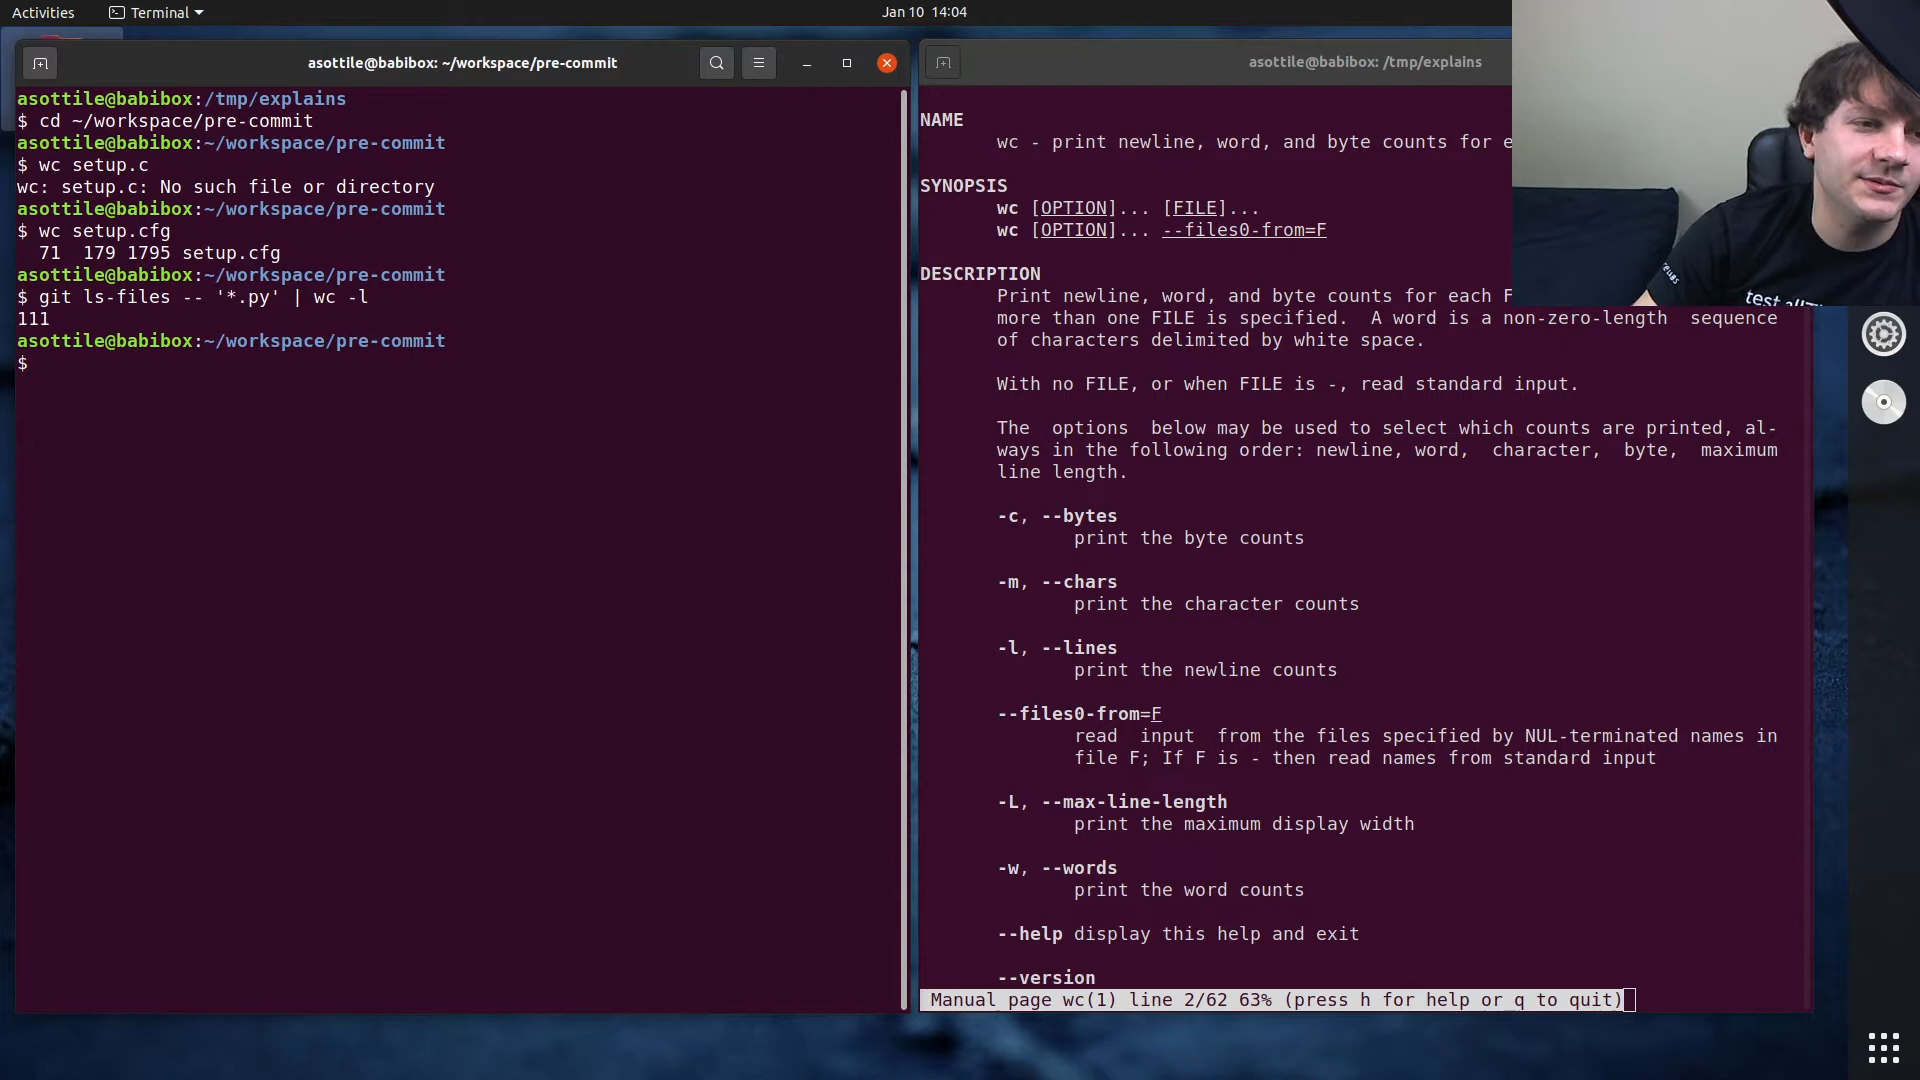 Activities
Terminal
Jan 10 14:04
asottile@babibox: ~/workspace/pre-commit
asottile@babibox:/tmp/explains
$ cd ~/workspace/pre-commit
asottile@babibox:~/workspace/pre-commit
$ wc setup.c
wc: setup.c: No such file or directory
asottile@babibox:~/workspace/pre-commit
$ wc setup.cfg
71 179 1795 setup.cfg
asottile@babibox:~/workspace/pre-commit
$ git ls-files -- '*.py' | wc -l
111
asottile@babibox:~/workspace/pre-commit
$
asottile@babibox: /tmp/explains
NAME
wc - print newline, word, and byte counts for e
SYNOPSIS
wc [OPTION]... [FILE]...
wc [OPTION]... --files0-from=F
DESCRIPTION
Print newline, word, and byte counts for each F
more than one FILE is specified.  A word is a non-zero-length  sequence
of characters delimited by white space.
With no FILE, or when FILE is -, read standard input.
The  options  below may be used to select which counts are printed, al-
ways in the following order: newline, word,  character,  byte,  maximum
line length.
-c, --bytes
print the byte counts
-m, --chars
print the character counts
-l, --lines
print the newline counts
--files0-from=F
read  input  from the files specified by NUL-terminated names in
file F; If F is - then read names from standard input
-L, --max-line-length
print the maximum display width
-w, --words
print the word counts
--help display this help and exit
--version
Manual page wc(1) line 2/62 63% (press h for help or q to quit)